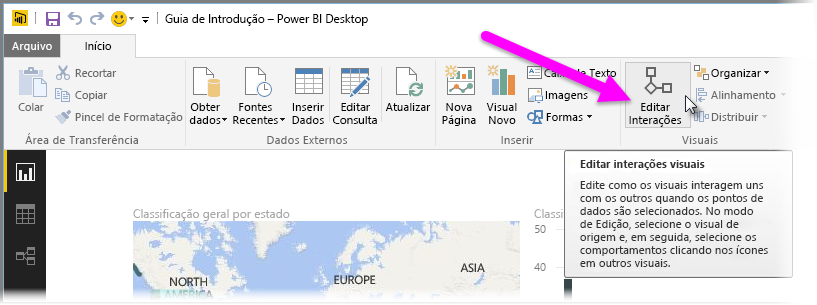 Guia de Introdução – Power BI Desktop
Arquivo
Início
Colar
Recortar
Copiar
Pincel de Formatação
Área de Transferência
Obter
dados
Fontes
Recentes
Inserir
Dados
Editar
Consulta
Atualizar
Dados Externos
Nova
Página
Visual
Novo
Texto
Imagens
Formas
Inserir
Editar
Interações
Organizar
Alinhamento
Distribuir
Visuais
Editar interações visuais
Edite como os visuais interagem uns
com os outros quando os pontos de
dados são selecionados. No modo
de Edição, selecione o visual de
origem e, em seguida, selecione os
comportamentos clicando nos ícones
em outros visuais.
Classificação geral por estado
50
40
NORTH
AMERICA
EUROPE
ASIA